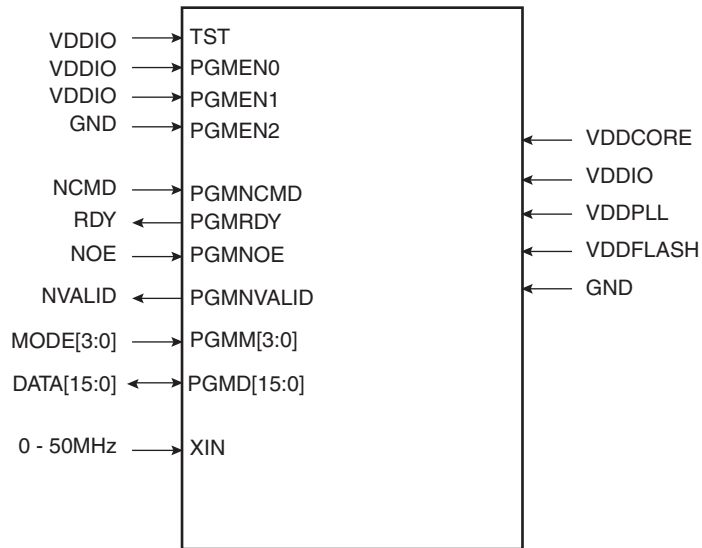 VDDIO TST
VDDIO PGMEN0
VDDIO PGMEN1
GND PGMEN2
NCMD PGMNCMD
RDY PGMRDY
NOE PGMNOE
NVALID PGMNVALID
MODE[3:0] PGMM[3:0]
DATA[15:0] PGMD[15:0]
0 - 50MHz XIN
VDDCORE
VDDIO
VDDPLL
VDDFLASH
GND